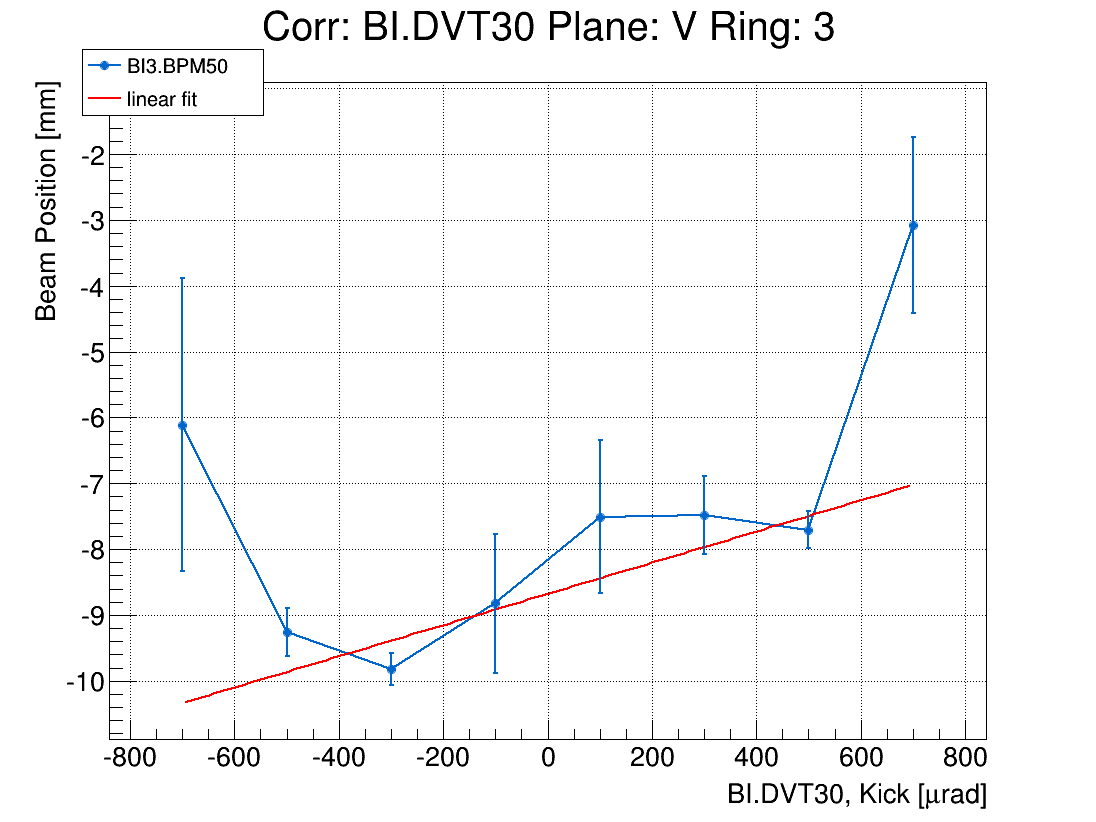 Corr: BI.DVT30 Plane: V Ring: 3
BI3.BPM50
linear fit
Beam Position [mm]
-2
-3
-4
-5
-6
-7
-8
-9
-10
-800 -600 -400 -200 0 200 400 600 800
BI.DVT30, Kick [μrad]